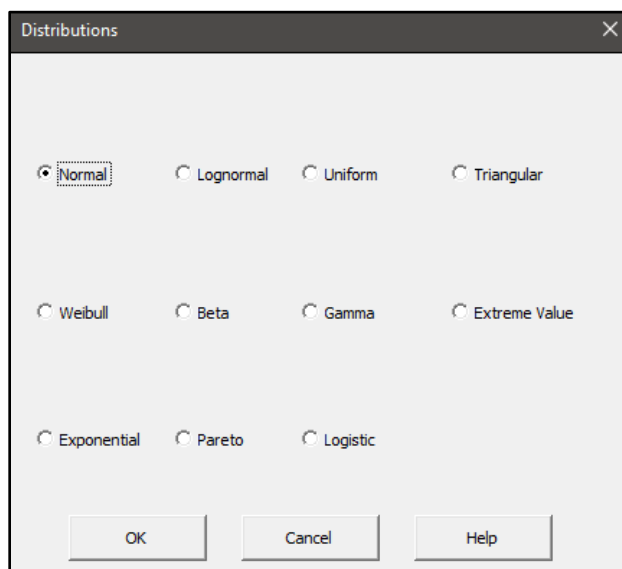 Distributions
Normal Lognormal Uniform Triangular
Weibull Beta Gamma Extreme Value
Exponential Pareto Logistic
OK Cancel Help